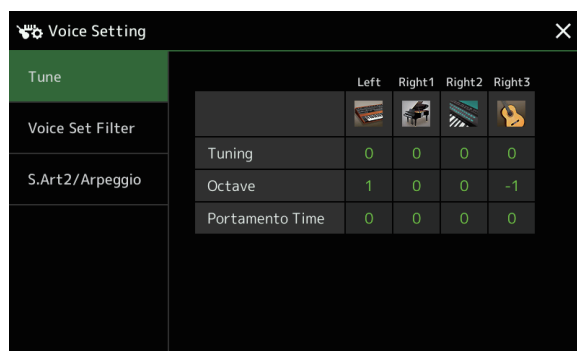 Voice Setting
Tune
Voice Set Filter
S.Art2/Arpeggio
Left Right1 Right2 Right3
Tuning 0 0 0 0
Octave 1 0 0 -1
Portamento Time 0 0 0 0